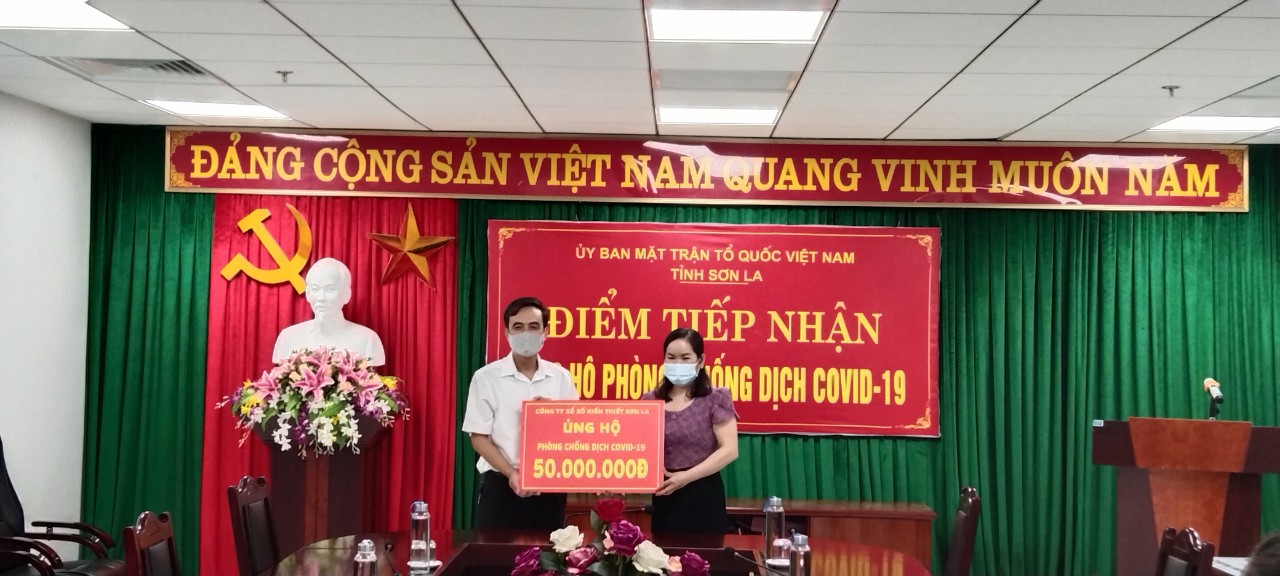 ĐẢNG CỘNG SẢN VIỆT NAM QUANG VINH MUÔN NĂM
ỦY BAN MẶT TRẬN TỔ QUỐC VIỆT NAM
TỈNH SƠN LA
ĐIỂM TIẾP NHẬN
HỘ PHÒNG CHỐNG DỊCH COVID-19
CÔNG TY XỔ SỐ KIẾN THIẾT SƠN LA
ỦNG HỘ
PHÒNG CHỐNG DỊCH COVID-19
50.000.000Đ